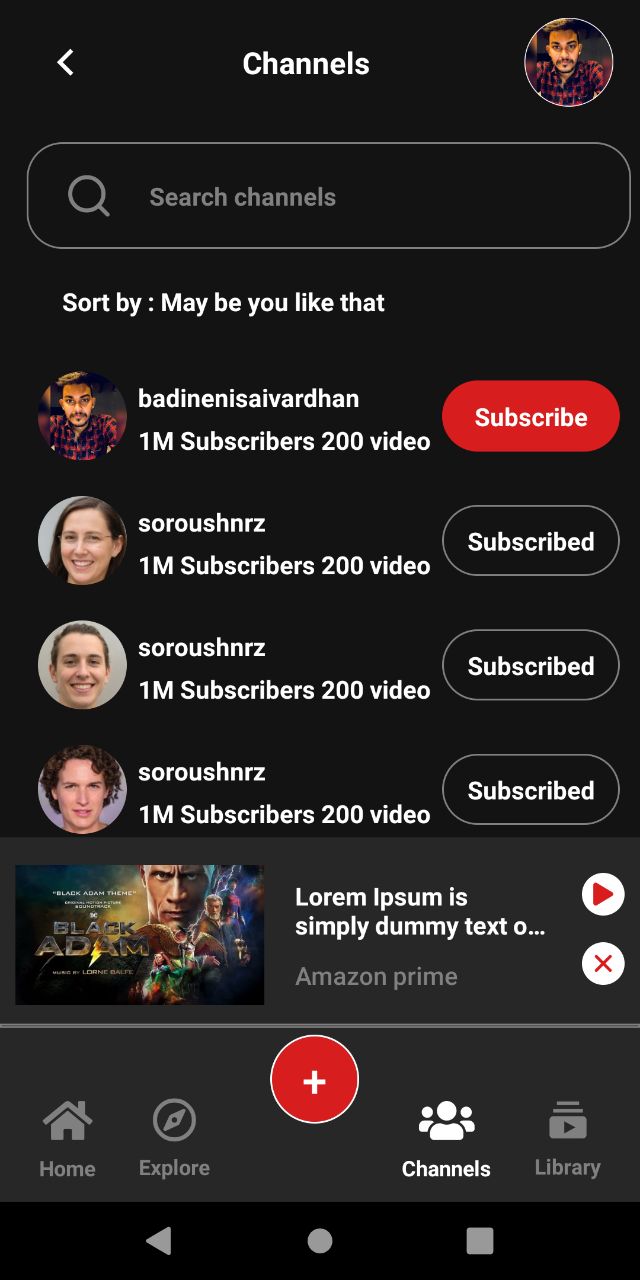 Channels
Search channels
Sort by : May be you like that
badinenisaivardhan
1M Subscribers 200 video
Subscribe
soroushnrz
1M Subscribers 200 video
Subscribed
soroushnrz
1M Subscribers 200 video
Subscribed
soroushnrz
1M Subscribers 200 video
Subscribed
"BLACK ADAM THEME"
ORIGINAL MOTION PICTURE
SOUNDTRACK
DC
BLACK
ADAM
MUSIC BY LORNE BALFE
Lorem Ipsum is
simply dummy text o...
Amazon prime
+
Home
Explore
Channels
Library